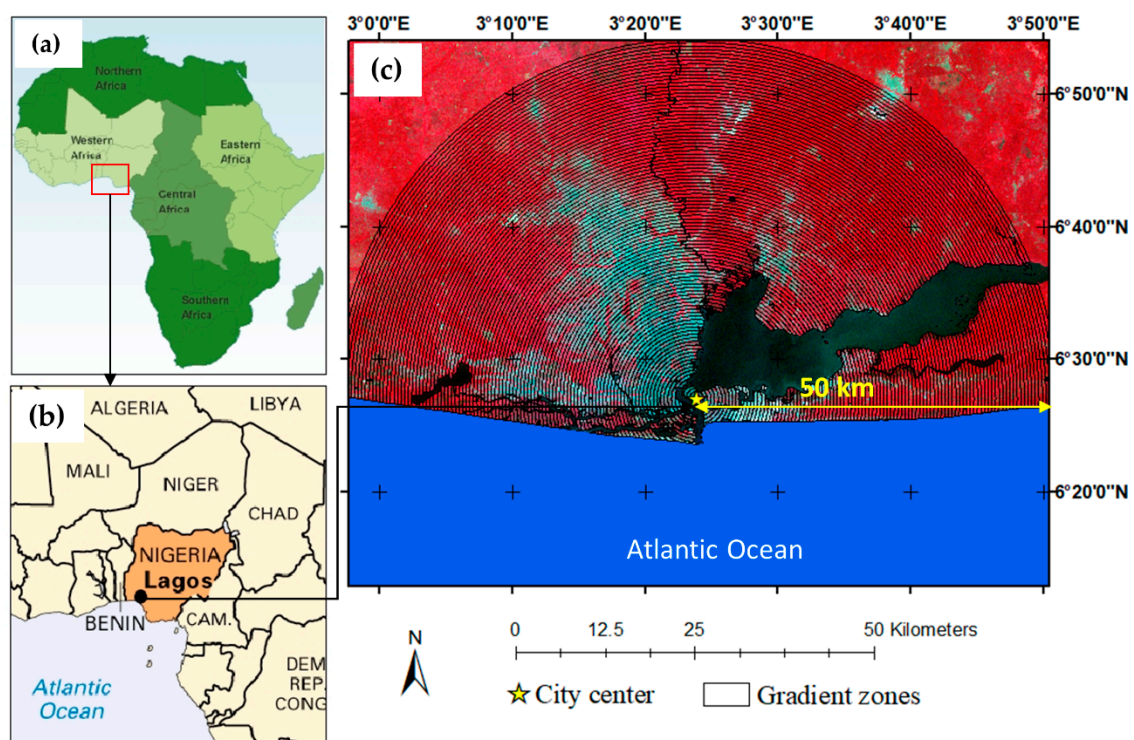 (a)
Northern
Africa
Western
Africa
Eastern
Africa
Central
Africa
Southern
Africa
(b)
ALGERIA
LIBYA
MALI
NIGER
CHAD
NIGERIA
Lagos
BENIN
CAM.
DEM
REP.
CONG
Atlantic
Ocean
3°0'0"E
3°10'0"E
3°20'0"E
3°30'0"E
3°40'0"E
3°50'0"E
(c)
6°50'0"N
6°40'0"N
6°30'0"N
50 km
6°20'0"N
Atlantic Ocean
N
0 12.5 25 50 Kilometers
City center
Gradient zones